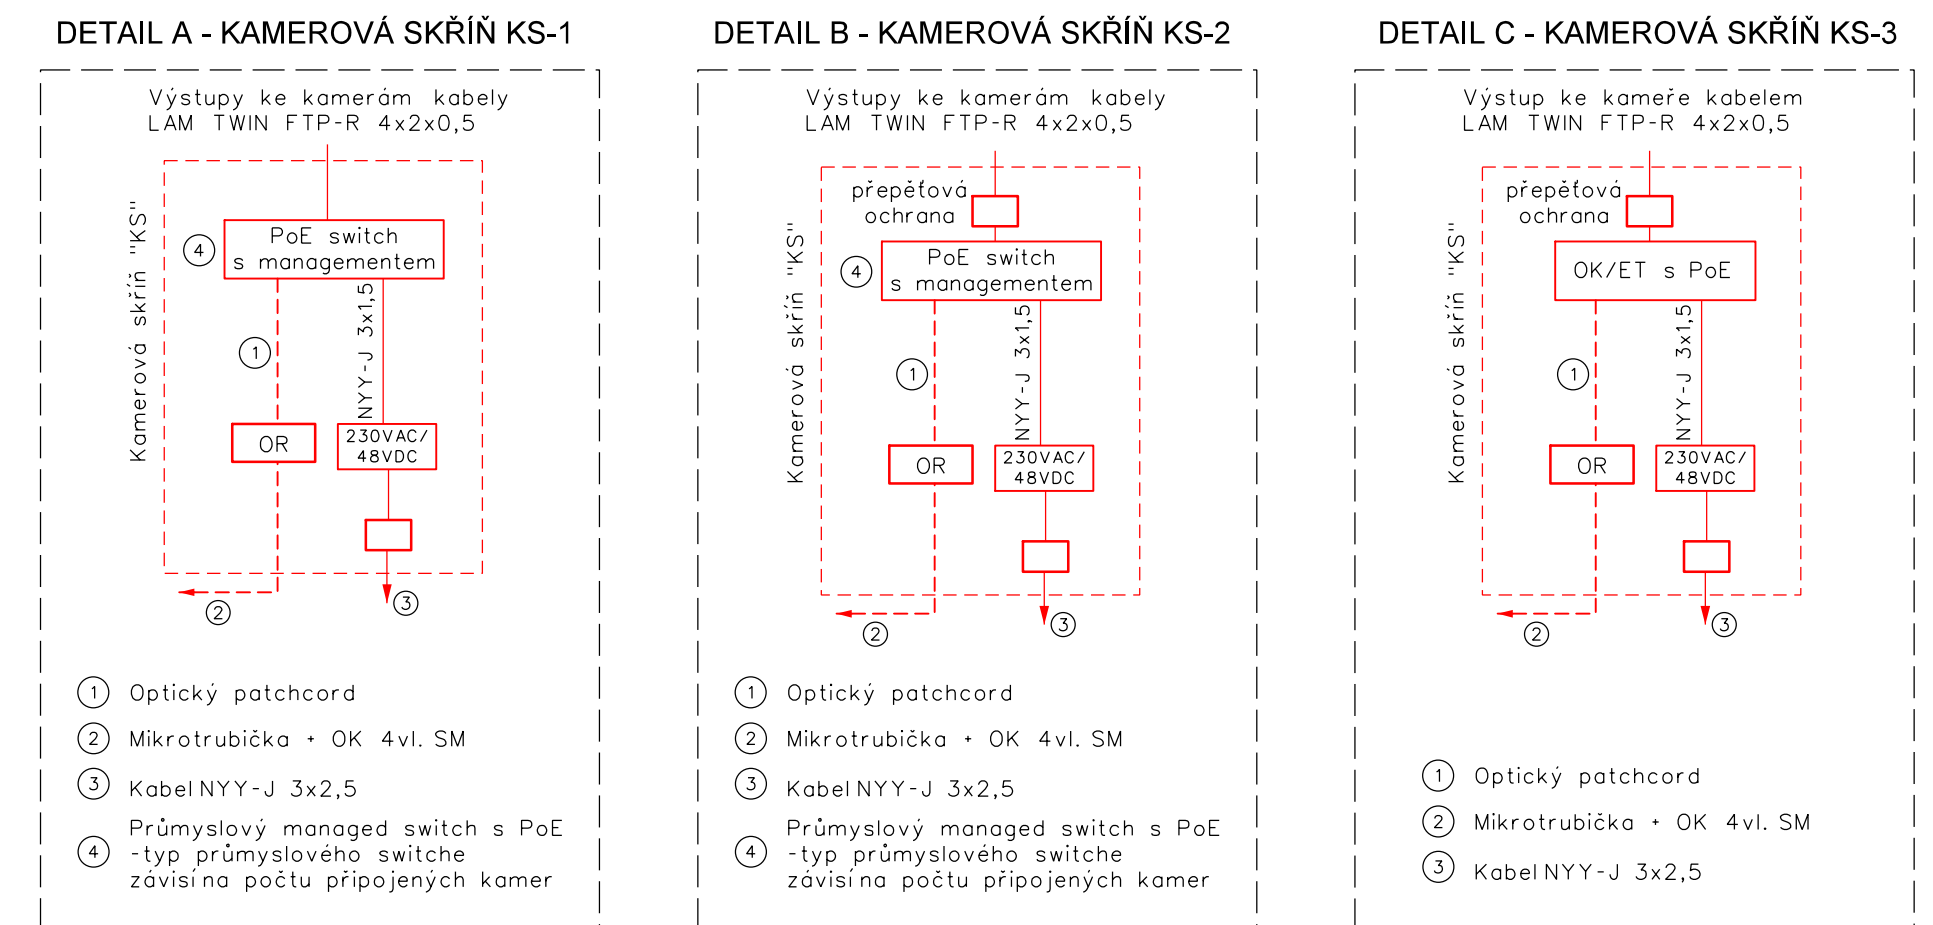 DETAIL A - KAMEROVÁ SKŘÍŇ KS-1
Výstupy ke kamerám kabely
LAM TWIN FTP-R 4x2x0,5
Kamerová skříň "KS"
4
PoE switch
s managementem
NYY-J 3x1,5
1
OR
230VAC/
48VDC
2
3
1 Optický patchcord
2 Mikrotrubička + OK 4vl. SM
3 Kabel NYY-J 3x2,5
4 Průmyslový managed switch s PoE
-typ průmyslového switche
závisí na počtu připojených kamer
DETAIL B - KAMEROVÁ SKŘÍŇ KS-2
Výstupy ke kamerám kabely
LAM TWIN FTP-R 4x2x0,5
přepěťová
ochrana
Kamerová skříň "KS"
4
PoE switch
s managementem
NYY-J 3x1,5
1
OR
230VAC/
48VDC
2
3
1 Optický patchcord
2 Mikrotrubička + OK 4vl. SM
3 Kabel NYY-J 3x2,5
4 Průmyslový managed switch s PoE
-typ průmyslového switche
závisí na počtu připojených kamer
DETAIL C - KAMEROVÁ SKŘÍŇ KS-3
Výstup ke kameře kabelem
LAM TWIN FTP-R 4x2x0,5
přepěťová
ochrana
Kamerová skříň "KS"
OK/ET s PoE
NYY-J 3x1,5
1
OR
230VAC/
48VDC
2
3
1 Optický patchcord
2 Mikrotrubička + OK 4vl. SM
3 Kabel NYY-J 3x2,5